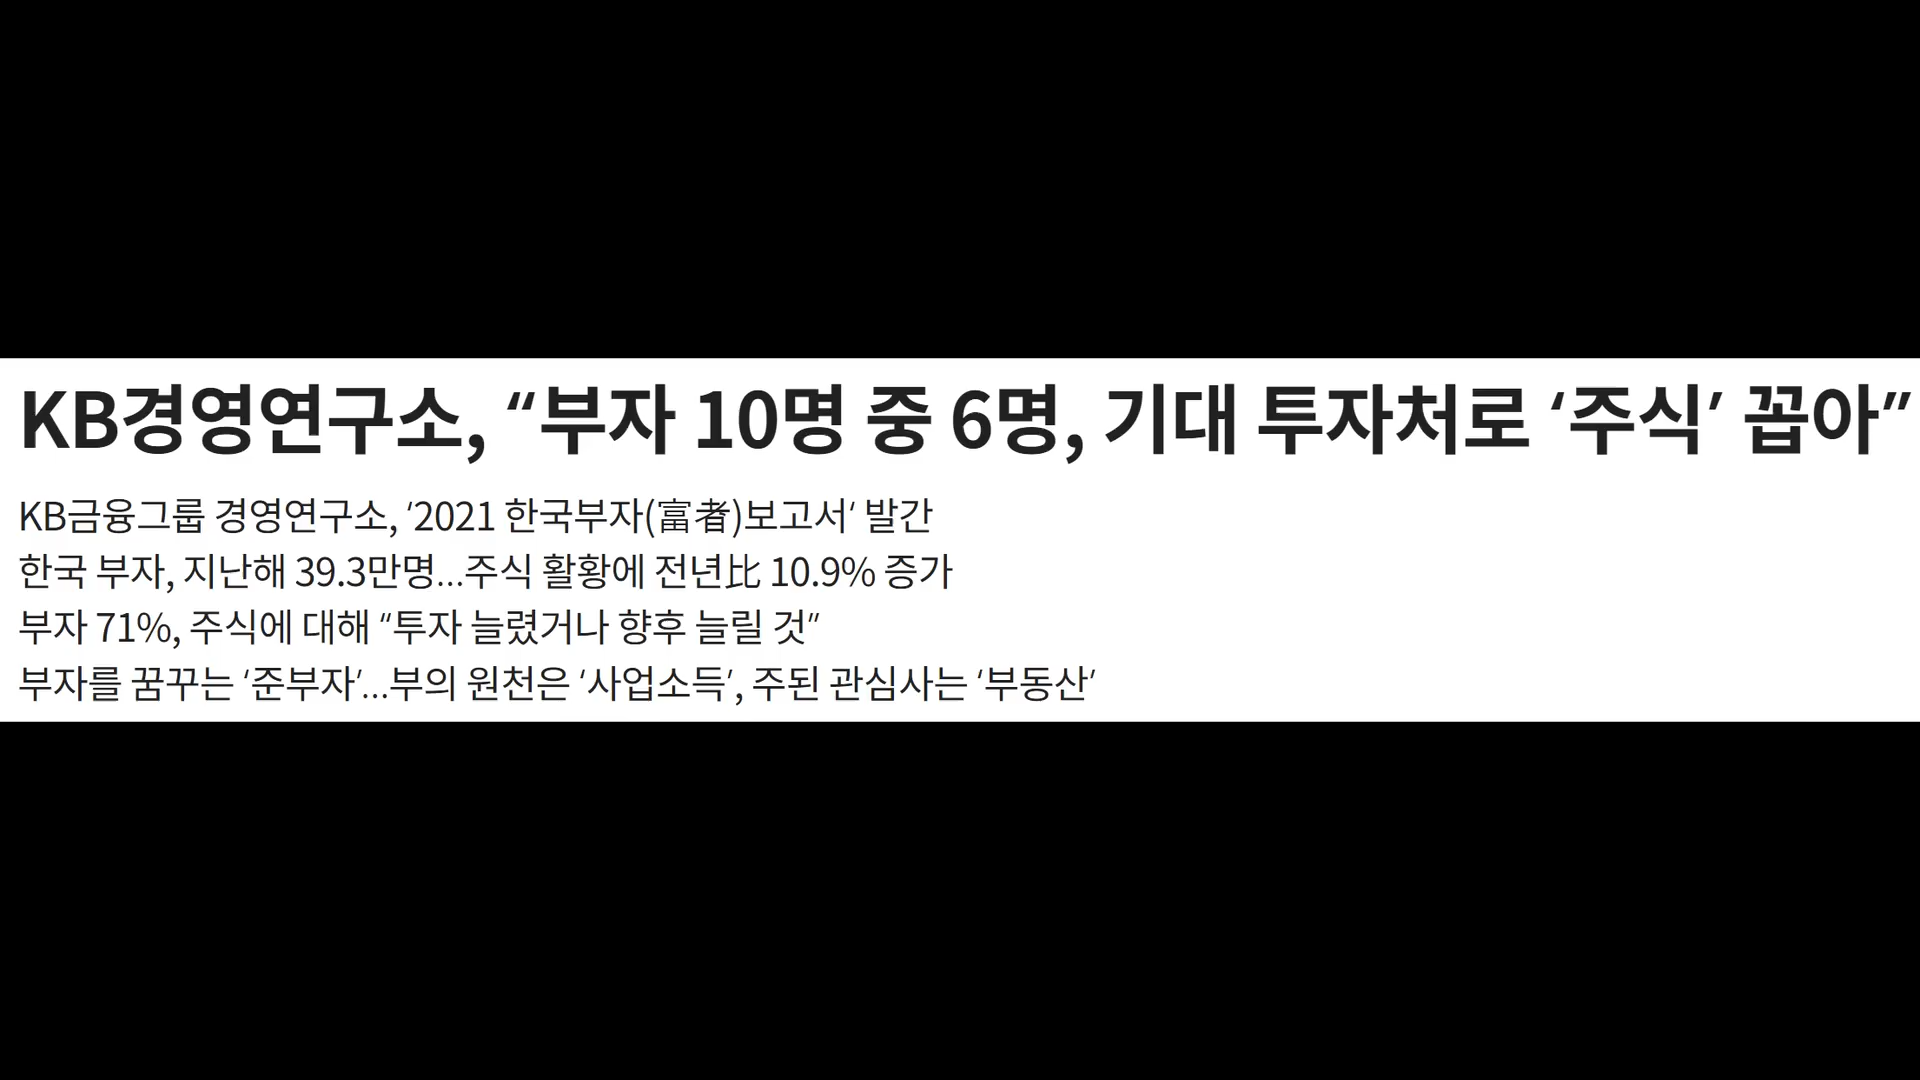 KB경영연구소, “부자 10명 중 6명, 기대 투자처로 ‘주식’ 꼽아”
KB금융그룹 경영연구소, ‘2021 한국부자(富者)보고서‘ 발간
한국 부자, 지난해 39.3만명…주식 활황에 전년比 10.9% 증가
부자 71%, 주식에 대해 “투자 늘렸거나 향후 늘릴 것”
부자를 꿈꾸는 ‘준부자’…부의 원천은 ‘사업소득’, 주된 관심사는 ‘부동산’